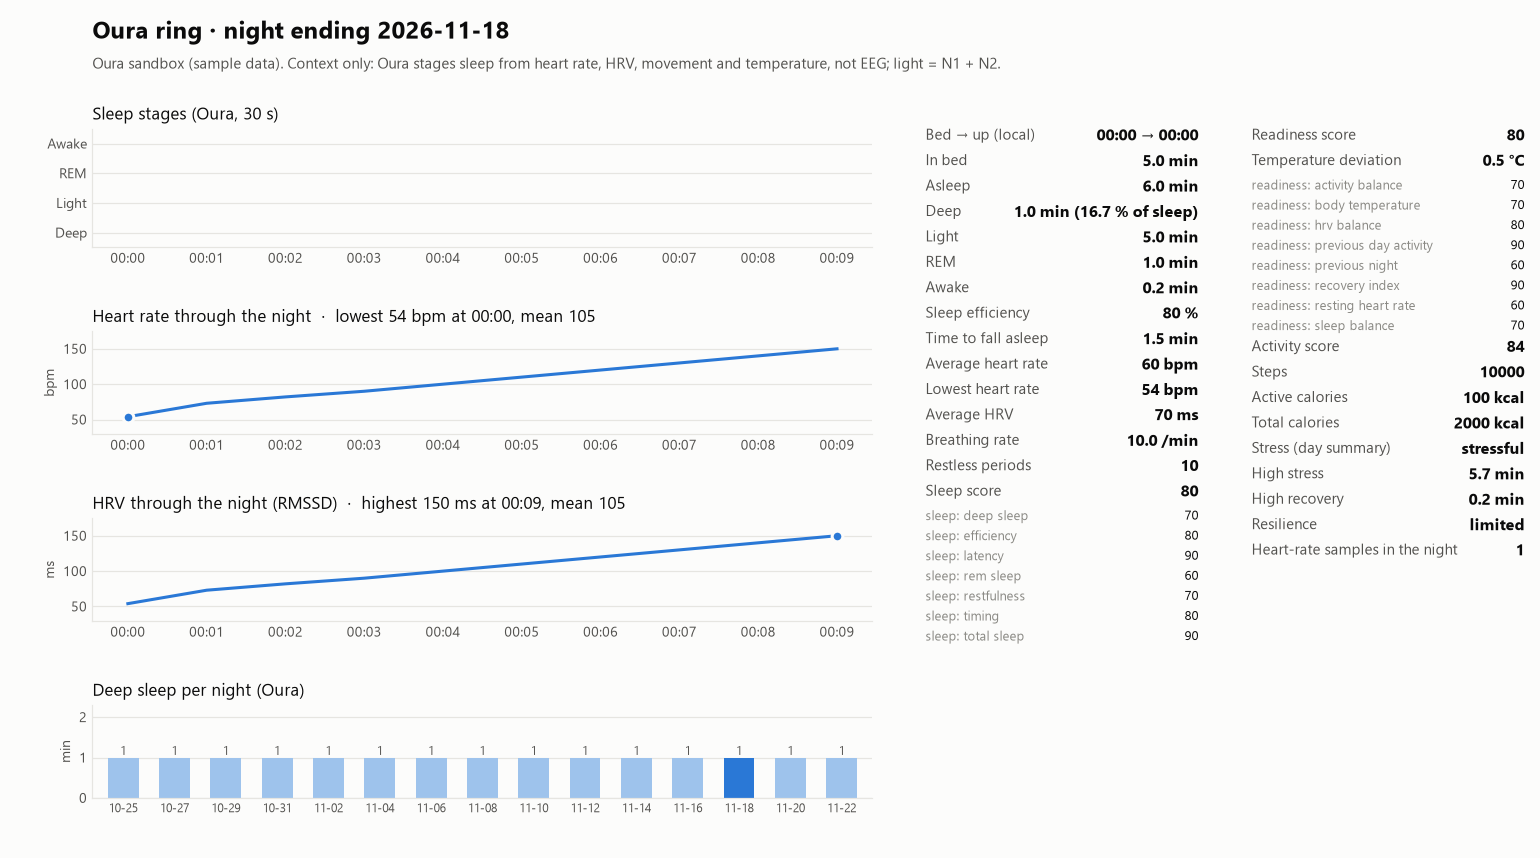 Oura ring · night ending 2026-11-18
Oura sandbox (sample data). Context only: Oura stages sleep from heart rate, HRV, movement and temperature, not EEG; light = N1 + N2.
Sleep stages (Oura, 30 s)
Awake
REM
Light
Deep
00:00 00:01 00:02 00:03 00:04 00:05 00:06 00:07 00:08 00:09
Heart rate through the night · lowest 54 bpm at 00:00, mean 105
bpm
150
100
50
00:00 00:01 00:02 00:03 00:04 00:05 00:06 00:07 00:08 00:09
HRV through the night (RMSSD) · highest 150 ms at 00:09, mean 105
ms
150
100
50
00:00 00:01 00:02 00:03 00:04 00:05 00:06 00:07 00:08 00:09
Deep sleep per night (Oura)
min
2
1
0
1 1 1 1 1 1 1 1 1 1 1 1 1 1 1
10-25 10-27 10-29 10-31 11-02 11-04 11-06 11-08 11-10 11-12 11-14 11-16 11-18 11-20 11-22
Bed → up (local) 00:00 → 00:00
In bed 5.0 min
Asleep 6.0 min
Deep 1.0 min (16.7 % of sleep)
Light 5.0 min
REM 1.0 min
Awake 0.2 min
Sleep efficiency 80 %
Time to fall asleep 1.5 min
Average heart rate 60 bpm
Lowest heart rate 54 bpm
Average HRV 70 ms
Breathing rate 10.0 /min
Restless periods 10
Sleep score 80
sleep: deep sleep 70
sleep: efficiency 80
sleep: latency 90
sleep: rem sleep 60
sleep: restfulness 70
sleep: timing 80
sleep: total sleep 90
Readiness score 80
Temperature deviation 0.5 °C
readiness: activity balance 70
readiness: body temperature 70
readiness: hrv balance 80
readiness: previous day activity 90
readiness: previous night 60
readiness: recovery index 90
readiness: resting heart rate 60
readiness: sleep balance 70
Activity score 84
Steps 10000
Active calories 100 kcal
Total calories 2000 kcal
Stress (day summary) stressful
High stress 5.7 min
High recovery 0.2 min
Resilience limited
Heart-rate samples in the night 1